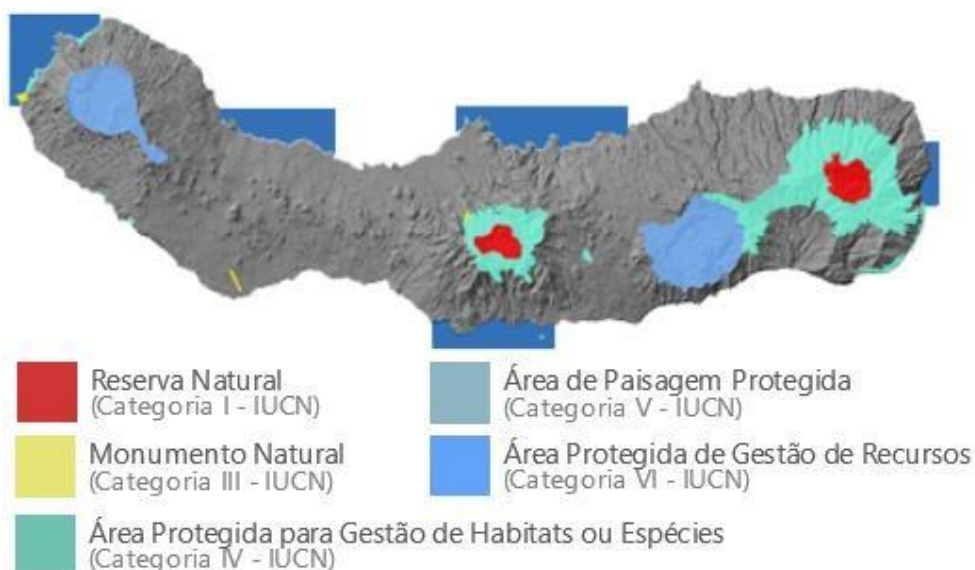 Reserva Natural
(Categoria I - IUCN)
Monumento Natural
(Categoria III - IUCN)
Área Protegida para Gestão de Habitats ou Espécies
(Categoria IV - IUCN)
Área de Paisagem Protegida
(Categoria V - IUCN)
Área Protegida de Gestão de Recursos
(Categoria VI - IUCN)